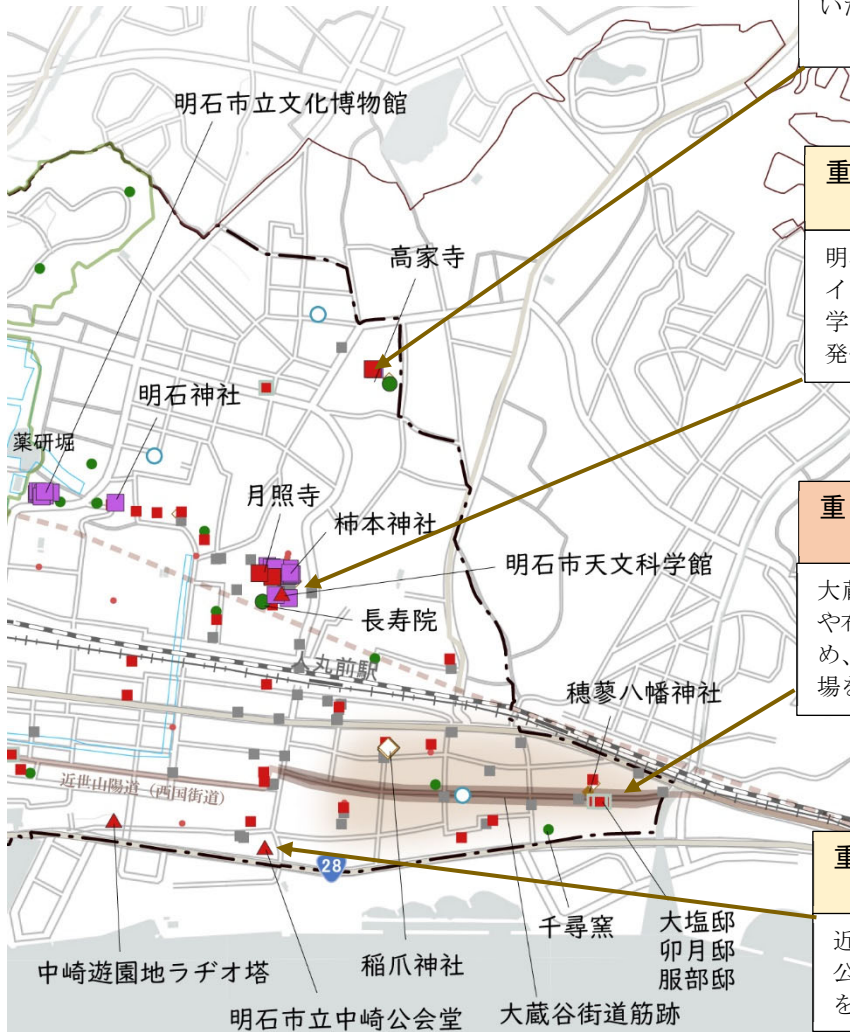 明石市立文化博物館
重
高家寺
明
イ
学
発
明石神社
薬研堀
月照寺
柿本神社
重
明石市天文科学館
大蔵
や
め、
場を
長寿院
人丸前駅
穂蓼八幡神社
近世山陽道（西国街道）
28
重
千尋窯
大塩邸
卯月邸
服部邸
近
公
を
中崎遊園地ラヂオ塔
稲爪神社
明石市立中崎公会堂
大蔵谷街道筋跡